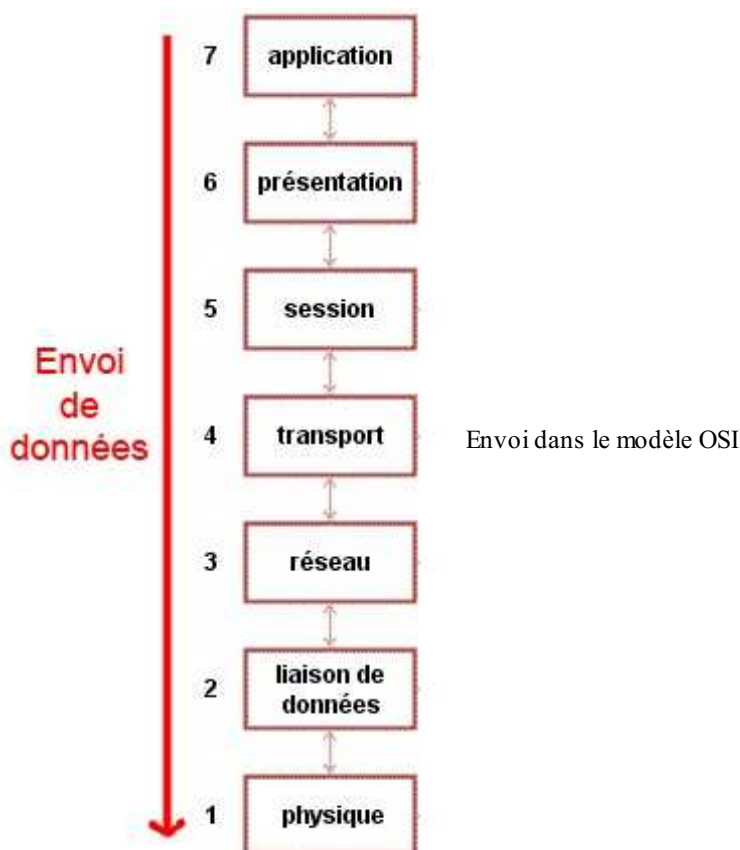 7 application
6 présentation
5 session
Envoi
de
données
4 transport
Envoi dans le modèle OSI
3 réseau
2 liaison de
données
1 physique